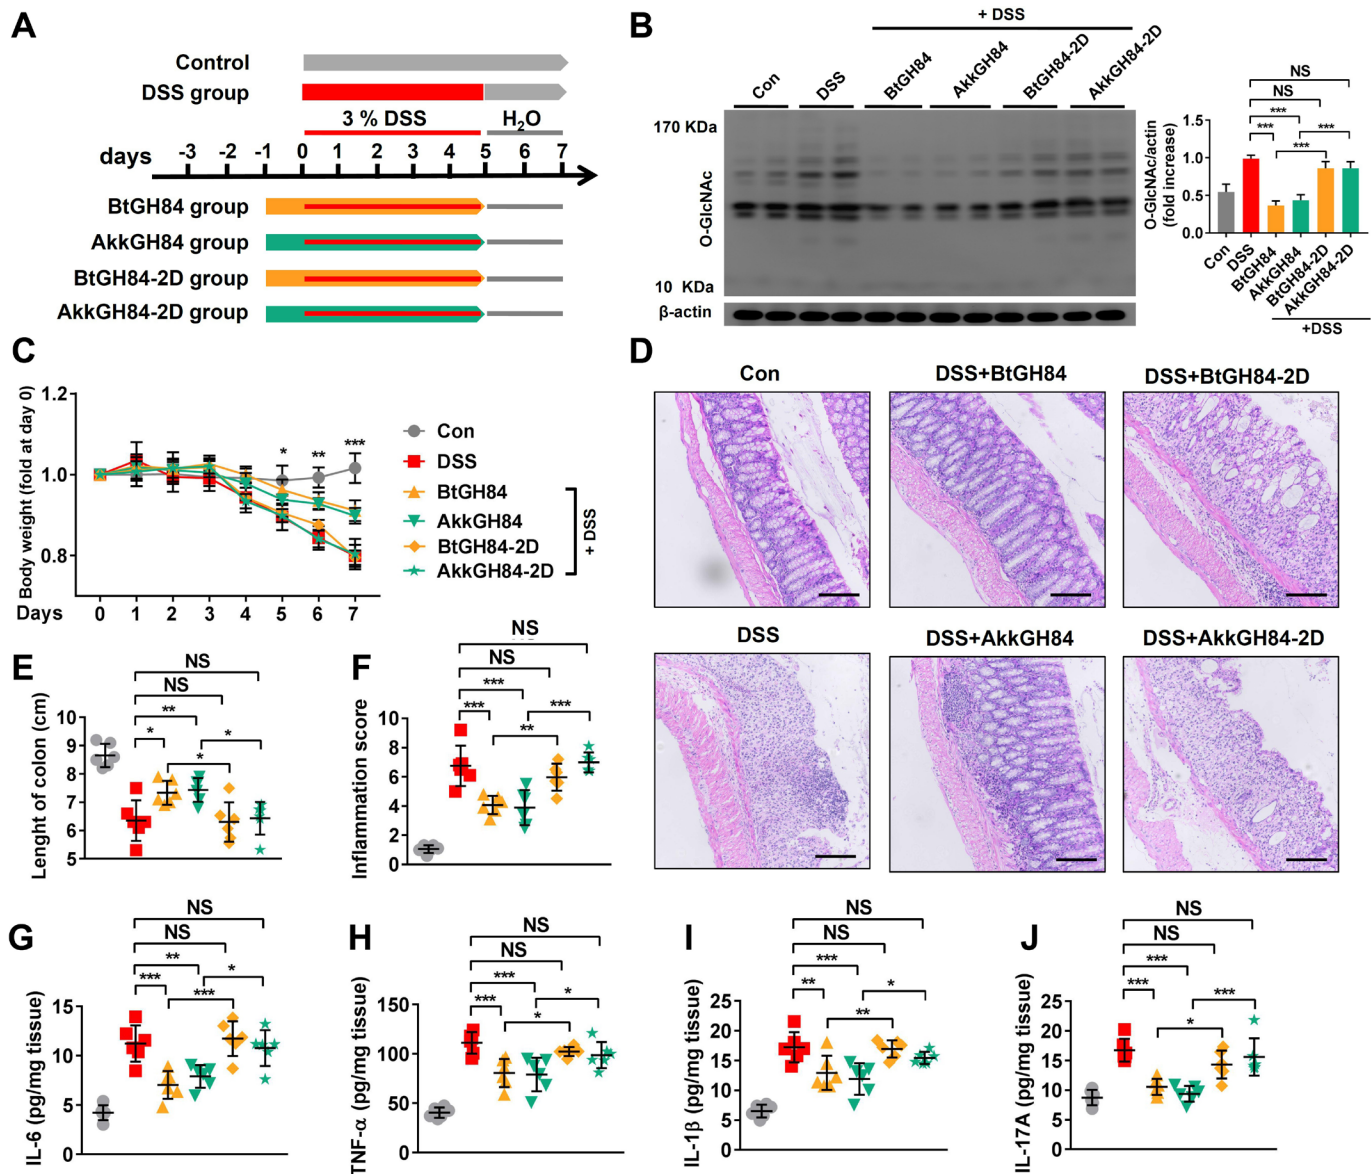 A
Control
DSS group
3 % DSS
H2O
days
-3 -2 -1 0 1 2 3 4 5 6 7
BtGH84 group
AkkGH84 group
BtGH84-2D group
AkkGH84-2D group
B
+ DSS
Con
DSS
BtGH84
AkkGH84
BtGH84-2D
AkkGH84-2D
170 KDa
O-GlcNAc
10 KDa
β-actin
NS
NS
***
*** ***
***
O-GlcNAc/actin
(fold increase)
1.5
1.0
0.5
0.0
Con
DSS
BtGH84
AkkGH84
BtGH84-2D
AkkGH84-2D
+DSS
C
Body weight (fold at day 0)
1.2
1.0
0.8
* ** ***
Days 0 1 2 3 4 5 6 7
Con
DSS
BtGH84
AkkGH84
BtGH84-2D
AkkGH84-2D
+ DSS
D
Con
DSS+BtGH84
DSS+BtGH84-2D
DSS
DSS+AkkGH84
DSS+AkkGH84-2D
E
Lenght of colon (cm)
10
9
8
7
6
5
NS
NS
**
* *
*
F
Inflammation score
10
8
6
4
2
0
NS
NS
***
*** ***
**
G
IL-6 (pg/mg tissue)
15
10
5
0
NS
NS
**
*** *
***
H
TNF-α (pg/mg tissue)
150
100
50
0
NS
NS
***
*** *
*
I
IL-1β (pg/mg tissue)
25
20
15
10
5
0
NS
NS
***
** *
**
J
IL-17A (pg/mg tissue)
25
20
15
10
5
0
NS
NS
***
*** ***
*